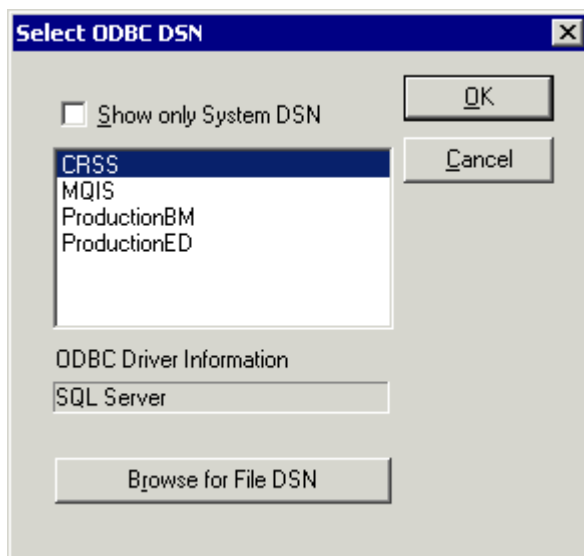 Select ODBC DSN
Show only System DSN
OK
Cancel
CRSS
MQIS
ProductionBM
ProductionED
ODBC Driver Information
SQL Server
Browse for File DSN